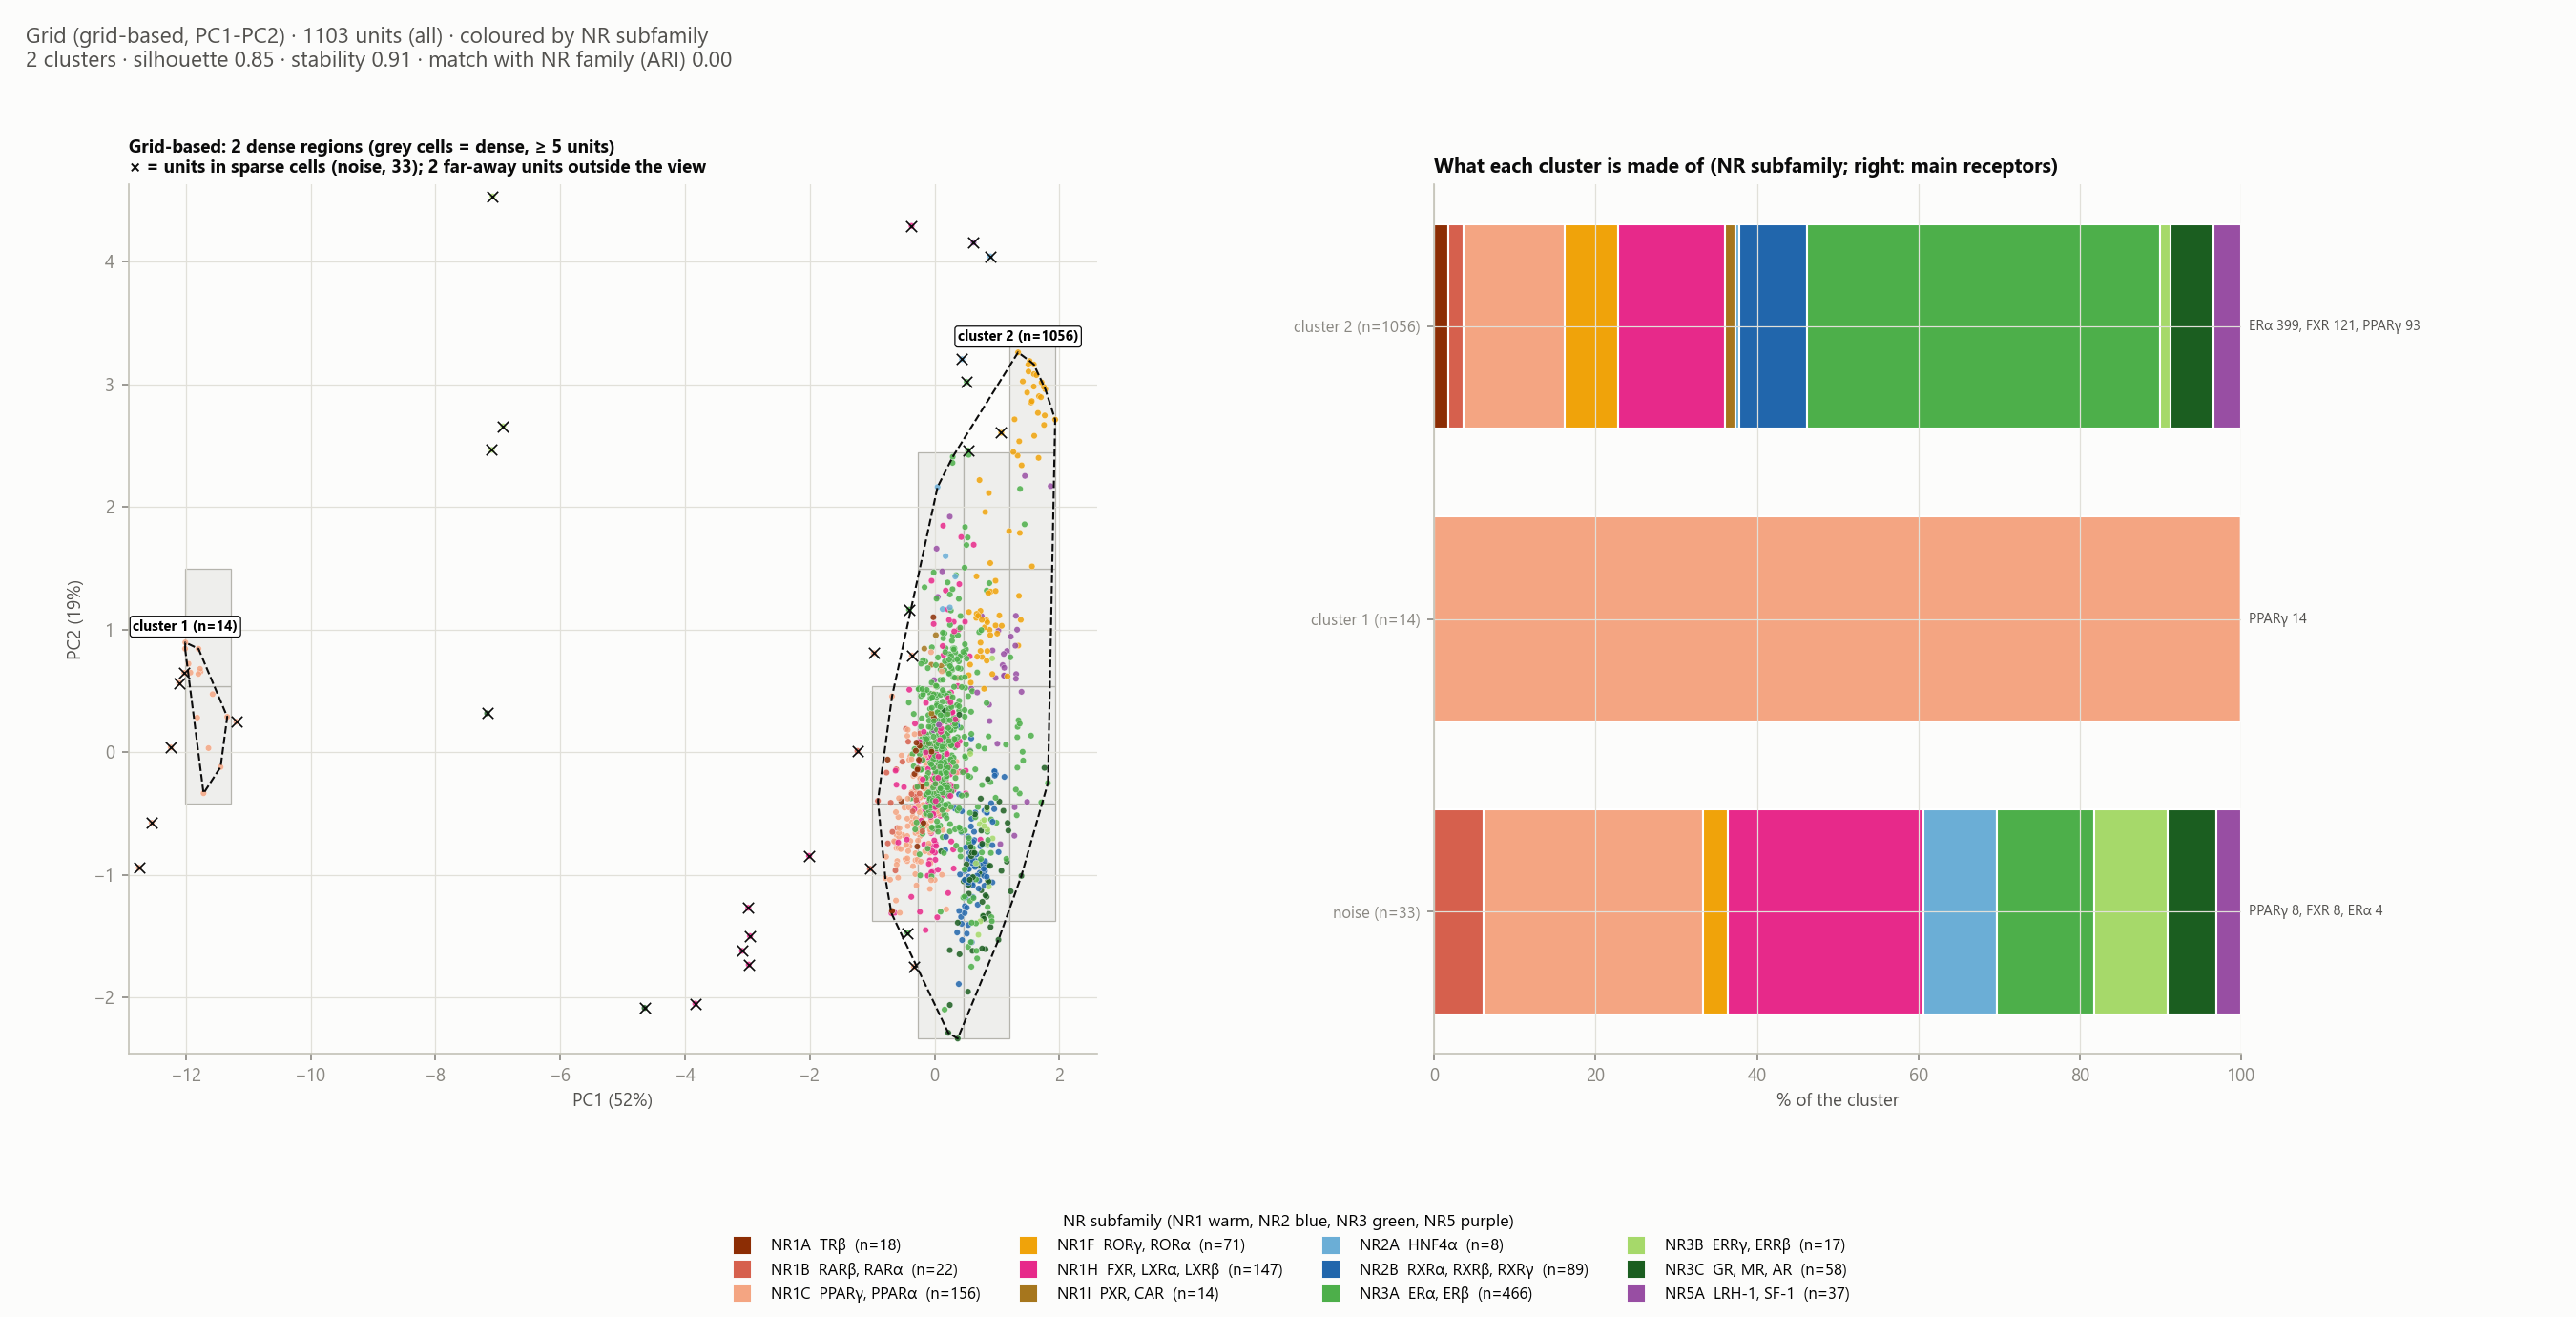 Grid (grid-based, PC1-PC2) · 1103 units (all) · coloured by NR subfamily
2 clusters · silhouette 0.85 · stability 0.91 · match with NR family (ARI) 0.00
Grid-based: 2 dense regions (grey cells = dense, ≥ 5 units)
× = units in sparse cells (noise, 33); 2 far-away units outside the view
4
3
2
1
0
−1
−2
PC2 (19%)
cluster 2 (n=1056)
cluster 1 (n=14)
−12
−10
−8
−6
−4
−2
0
2
PC1 (52%)
What each cluster is made of (NR subfamily; right: main receptors)
cluster 2 (n=1056)
ERα 399, FXR 121, PPARγ 93
cluster 1 (n=14)
PPARγ 14
noise (n=33)
PPARγ 8, FXR 8, ERα 4
0
20
40
60
80
100
% of the cluster
NR subfamily (NR1 warm, NR2 blue, NR3 green, NR5 purple)
NR1A TRβ (n=18)
NR1B RARβ, RARα (n=22)
NR1C PPARγ, PPARα (n=156)
NR1F RORγ, RORα (n=71)
NR1H FXR, LXRα, LXRβ (n=147)
NR1I PXR, CAR (n=14)
NR2A HNF4α (n=8)
NR2B RXRα, RXRβ, RXRγ (n=89)
NR3A ERα, ERβ (n=466)
NR3B ERRγ, ERRβ (n=17)
NR3C GR, MR, AR (n=58)
NR5A LRH-1, SF-1 (n=37)